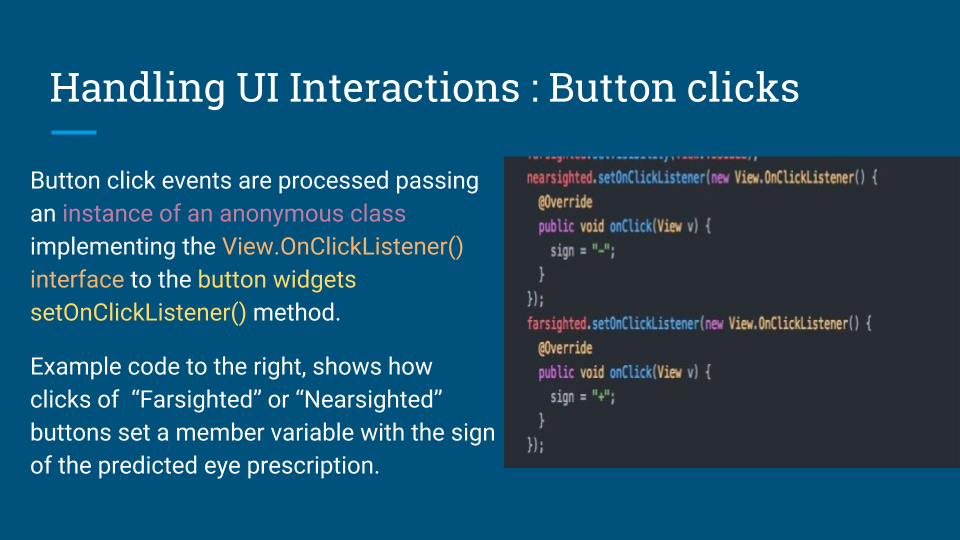 Handling UI Interactions : Button clicks
Button click events are processed passing
an instance of an anonymous class
implementing the View.OnClickListener()
interface to the button widgets
setOnClickListener() method.
Example code to the right, shows how
clicks of “Farsighted” or “Nearsighted”
buttons set a member variable with the sign
of the predicted eye prescription.
nearsighted.setOnClickListener(new View.OnClickListener() {
@Override
public void onClick(View v) {
sign = "-";
}
});
farsighted.setOnClickListener(new View.OnClickListener() {
@Override
public void onClick(View v) {
sign = "+";
}
});